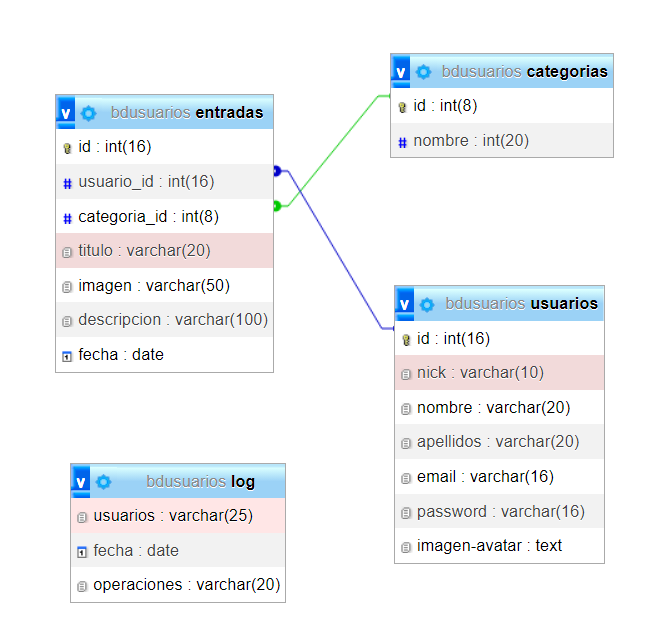 v bdusuarios entradas
id : int(16)
# usuario_id : int(16)
# categoria_id : int(8)
titulo : varchar(20)
imagen : varchar(50)
descripcion : varchar(100)
fecha : date
v bdusuarios categorias
id : int(8)
# nombre : int(20)
v bdusuarios usuarios
id : int(16)
nick : varchar(10)
nombre : varchar(20)
apellidos : varchar(20)
email : varchar(16)
password : varchar(16)
imagen-avatar : text
v bdusuarios log
usuarios : varchar(25)
fecha : date
operaciones : varchar(20)